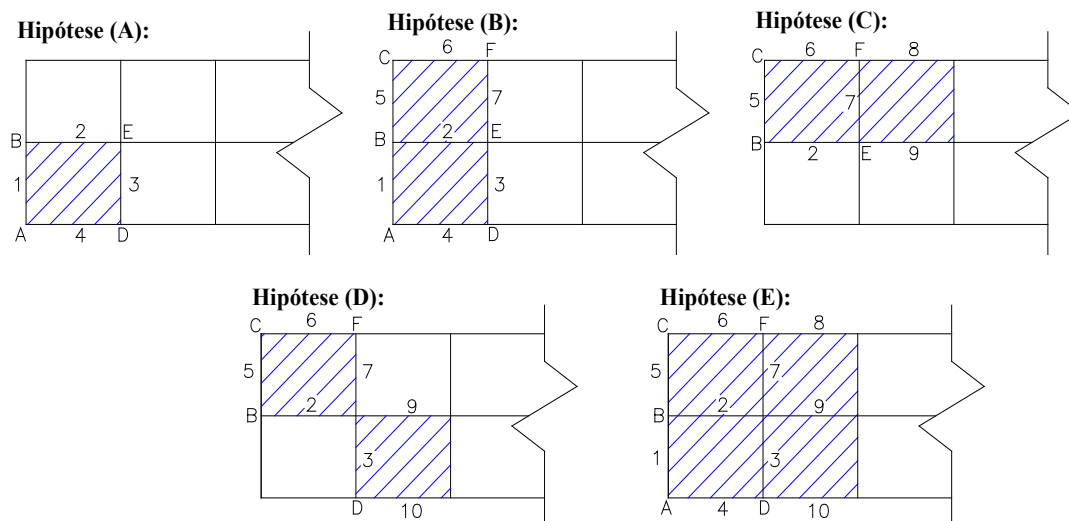 Hipótese (A):
2
B E
1 3
A D
4
Hipótese (B):
6
C F
5 7
2
B E
1 3
A D
4
Hipótese (C):
6 8
C F
5 7
B
2 E 9
Hipótese (D):
6
C F
5 7
2 9
B
3
D
10
Hipótese (E):
6 8
C F
5 7
2 9
B
1 3
A D
4 10